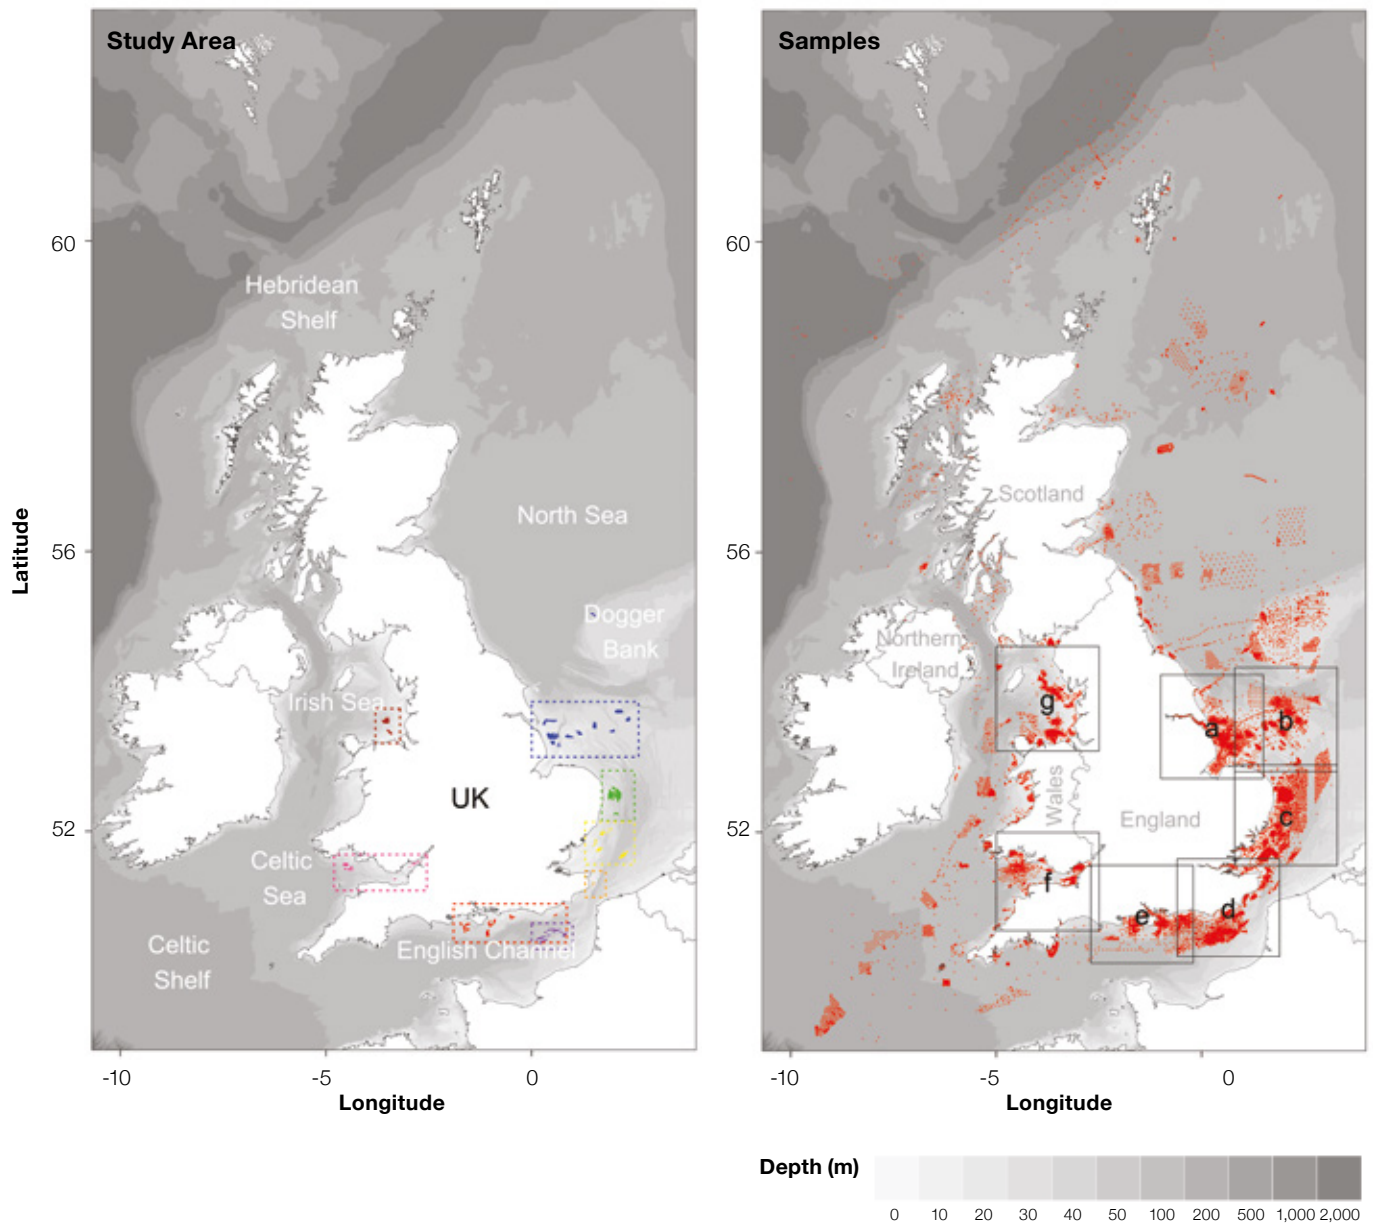 Study Area
Hebridean
Shelf
North Sea
Dogger
Bank
Irish Sea
UK
Celtic
Sea
English Channel
Celtic
Shelf
60
56
52
Latitude
-10
-5
0
Longitude
Samples
Scotland
Northern
Ireland
g
a
b
Wales
England
c
f
e
d
60
56
52
-10
-5
0
Longitude
Depth (m)
0 10 20 30 40 50 100 200 500 1,000 2,000